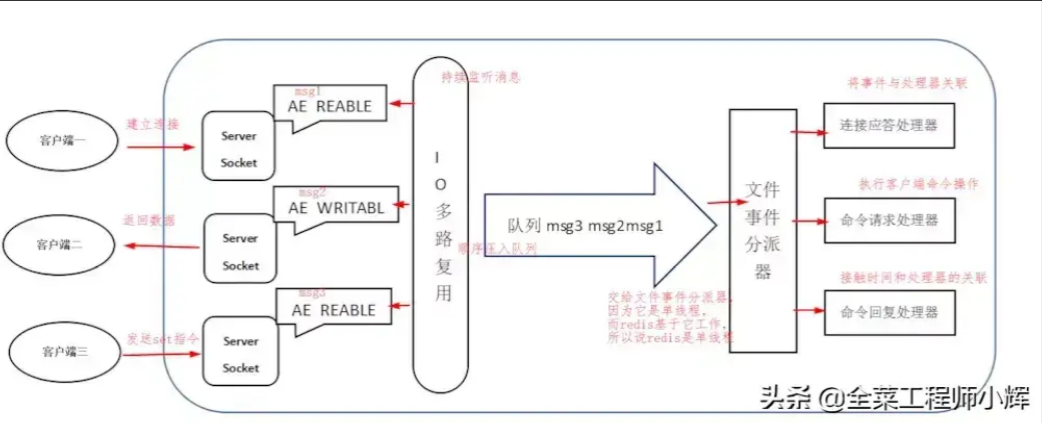 持续监听消息
msg1
AE REABLE
将事件与处理器关联
客户端一
建立连接
Server
Socket
连接应答处理器
IO多路复用
执行客户端命令操作
msg2
AE WRITABL
文件事件分派器
客户端二
返回数据
Server
Socket
队列 msg3 msg2msg1
命令请求处理器
顺序压入队列
接触时间和处理器的关联
msg3
AE REABLE
交给文件事件分派器,
因为它是单线程,
而redis基于它工作,
所以说redis是单线程
命令回复处理器
客户端三
发送set指令
Server
Socket
头条 @全菜工程师小辉